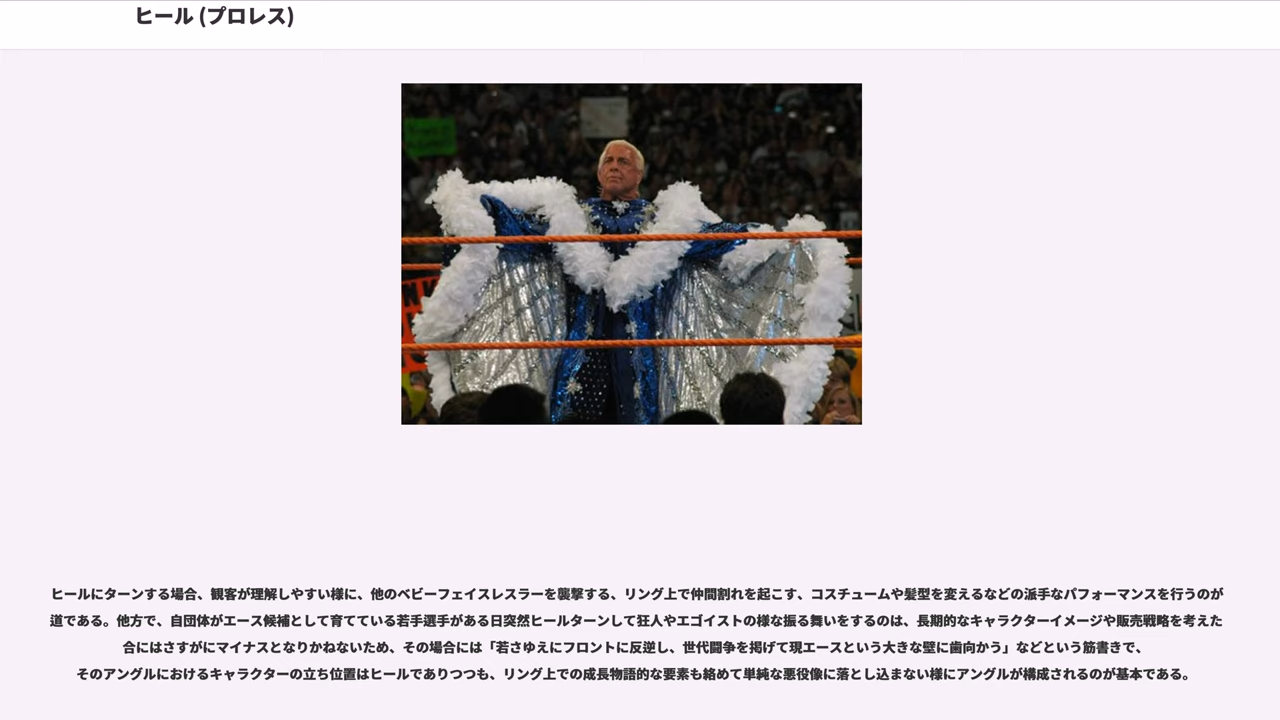 ヒール (プロレス)
ヒールにターンする場合、観客が理解しやすい様に、他のベビーフェイスレスラーを襲撃する、リング上で仲間割れを起こす、コスチュームや髪型を変えるなどの派手なパフォーマンスを行うのが
道である。他方で、自団体がエース候補として育てている若手選手がある日突然ヒールターンして狂人やエゴイストの様な振る舞いをするのは、長期的なキャラクターイメージや販売戦略を考えた
合にはさすがにマイナスとなりかねないため、その場合には「若さゆえにフロントに反逆し、世代闘争を掲げて現エースという大きな壁に歯向かう」などという筋書きで、
そのアングルにおけるキャラクターの立ち位置はヒールでありつつも、リング上での成長物語的な要素も絡めて単純な悪役像に落とし込まない様にアングルが構成されるのが基本である。